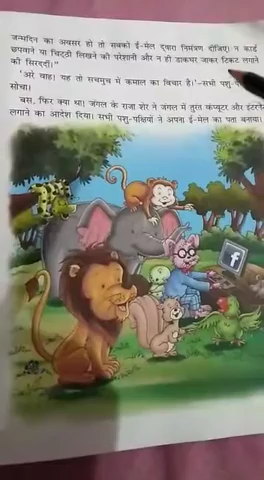 जन्मदिन का अवसर हो तो सबको ई-मेल द्वारा निमंत्रण दीजिए। न कार्ड
छपवाने या चिट्ठी लिखने की परेशानी और न ही डाकघर जाकर टिकट लगाने
की सिरदर्दी।"
'अरे वाह! यह तो सचमुच में कमाल का विचार है।'-सभी पशु-
सोचा।
बस, फिर क्या था! जंगल के राजा शेर ने जंगल में तुरंत कंप्यूटर और
लगाने का आदेश दिया। सभी पशु-पक्षियों ने अपना ई-मेल का पता बनाया।
f